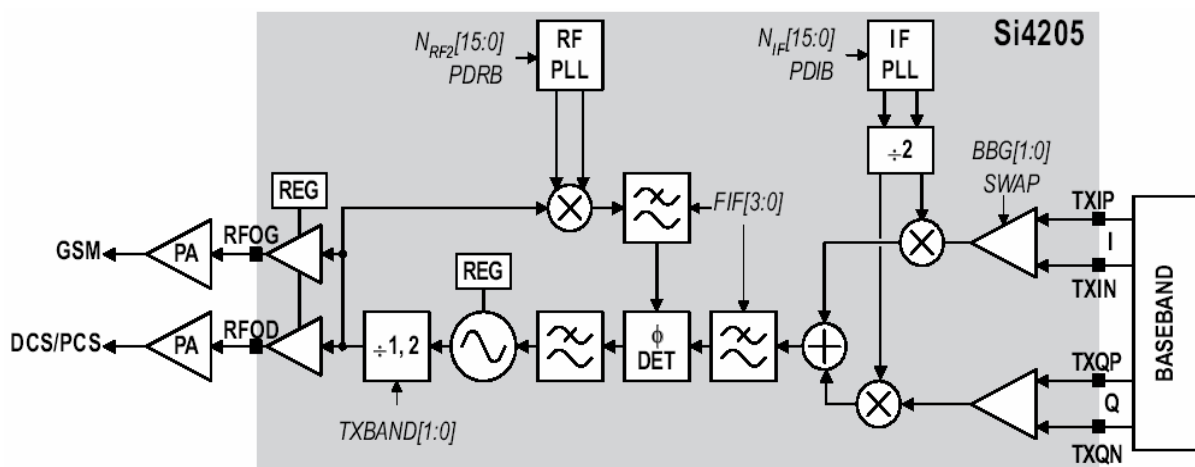 Si4205
N_RF2[15:0]
PDRB
RF
PLL
N_IF[15:0]
PDIB
IF
PLL
÷2
BBG[1:0]
SWAP
REG
FIF[3:0]
TXIP
I
TXIN
GSM
PA
RFOG
REG
DCS/PCS
PA
RFOD
÷1, 2
ϕ
DET
TXBAND[1:0]
TXQP
Q
TXQN
BASEBAND